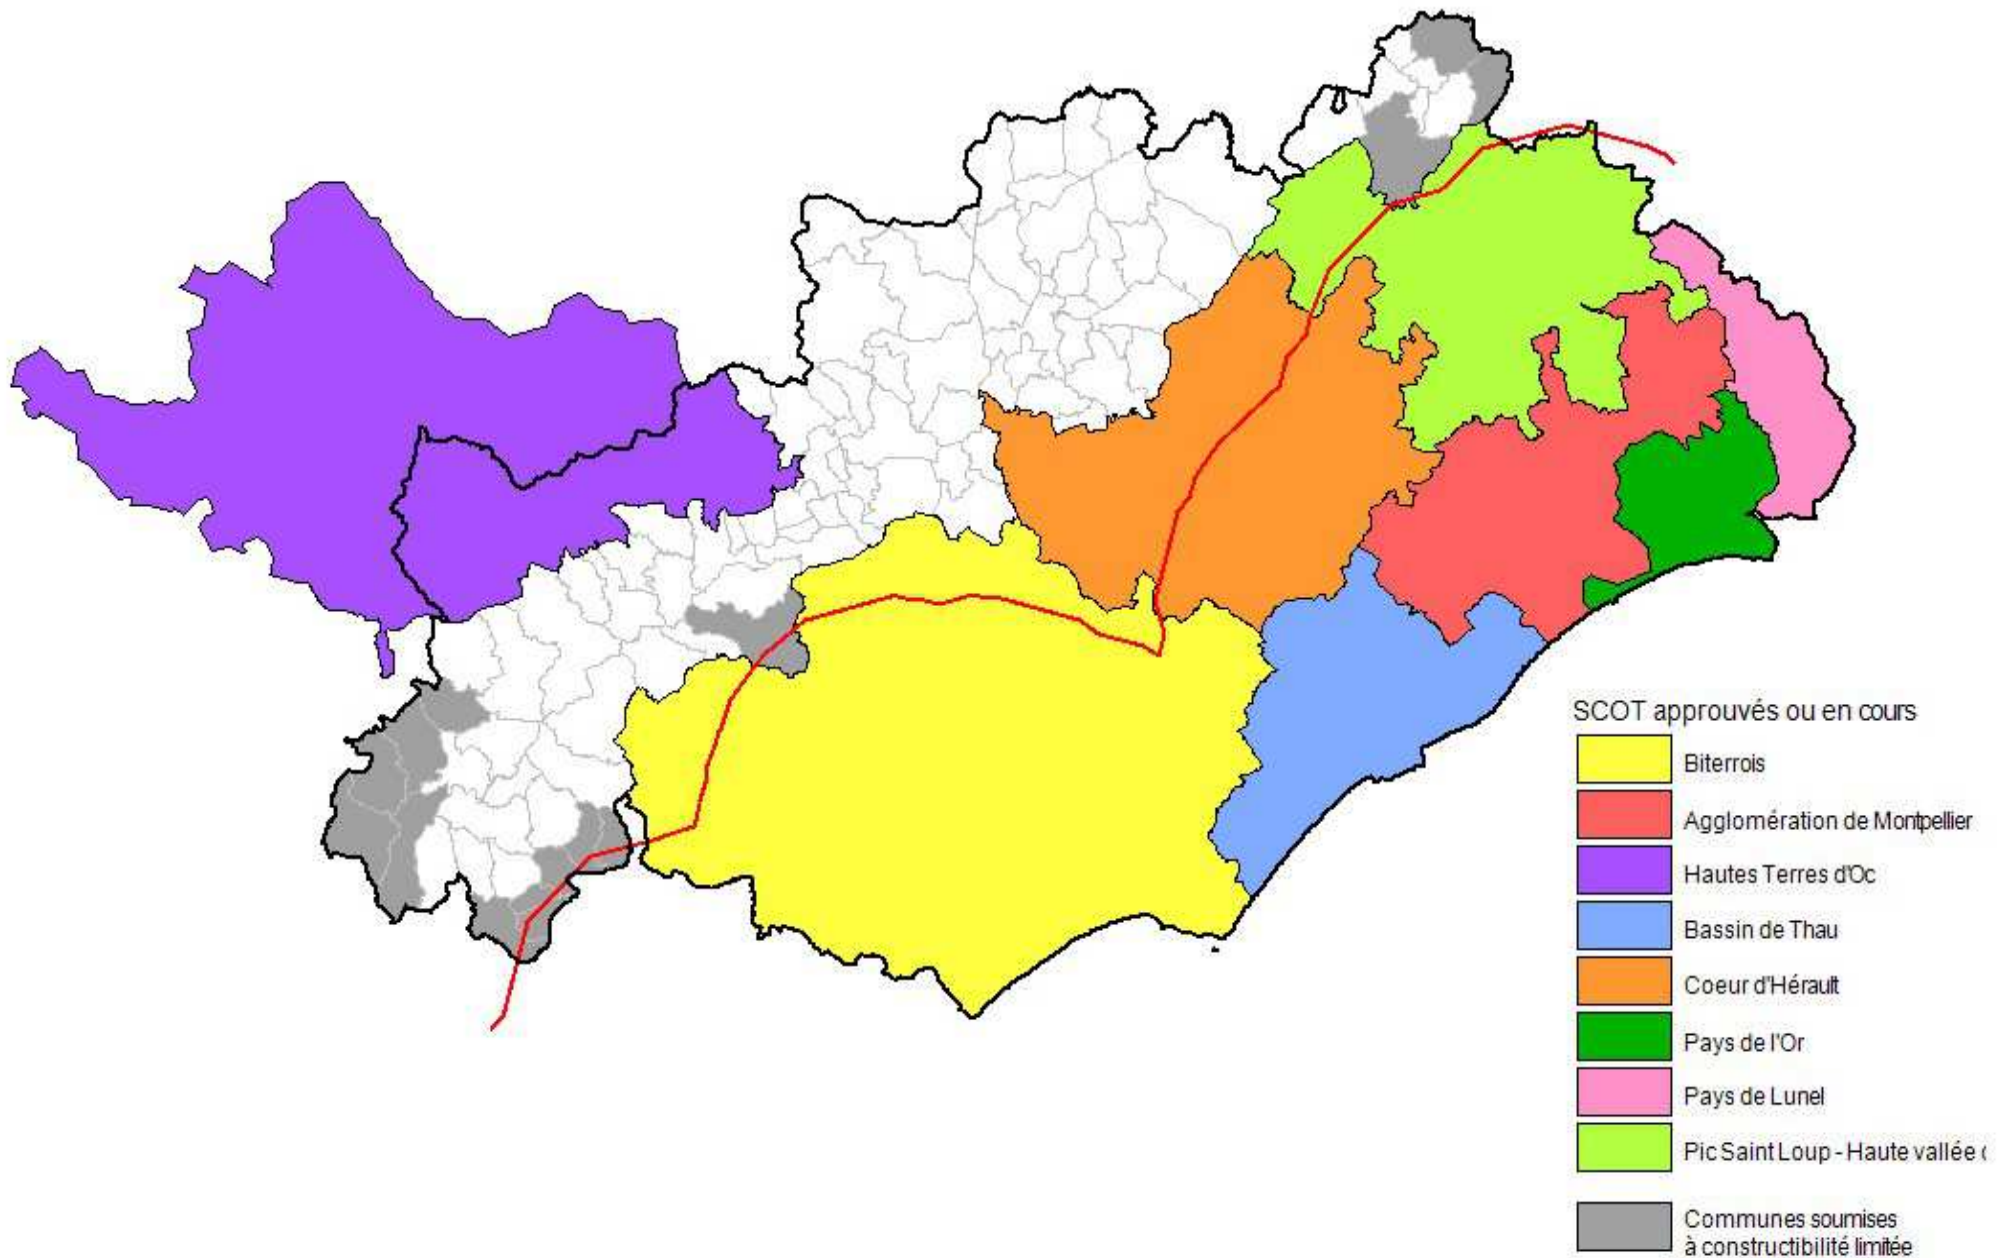 SCOT approuvés ou en cours
Biterrois
Agglomération de Montpellier
Hautes Terres d'Oc
Bassin de Thau
Coeur d'Hérault
Pays de l'Or
Pays de Lunel
Pic Saint Loup - Haute vallée
Communes soumises
à constructibilité limitée